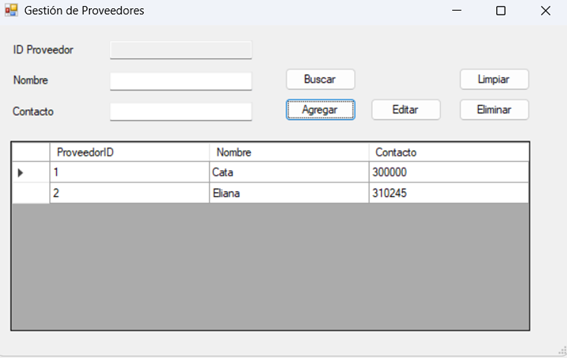 Gestión de Proveedores
ID Proveedor
Nombre Buscar Limpiar
Contacto Agregar Editar Eliminar
ProveedorID Nombre Contacto
1 Cata 300000
2 Eliana 310245